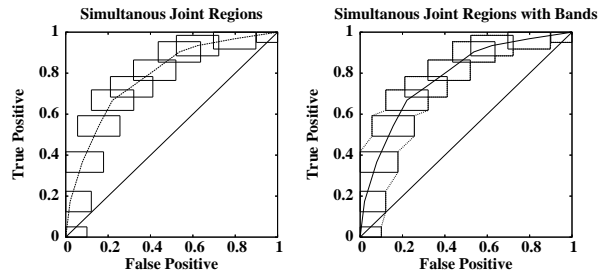 Simultanous Joint Regions
1
0.8
0.6
0.4
0.2
0
True Positive
0 0.2 0.4 0.6 0.8 1
False Positive
Simultanous Joint Regions with Bands
1
0.8
0.6
0.4
0.2
0
True Positive
0 0.2 0.4 0.6 0.8 1
False Positive